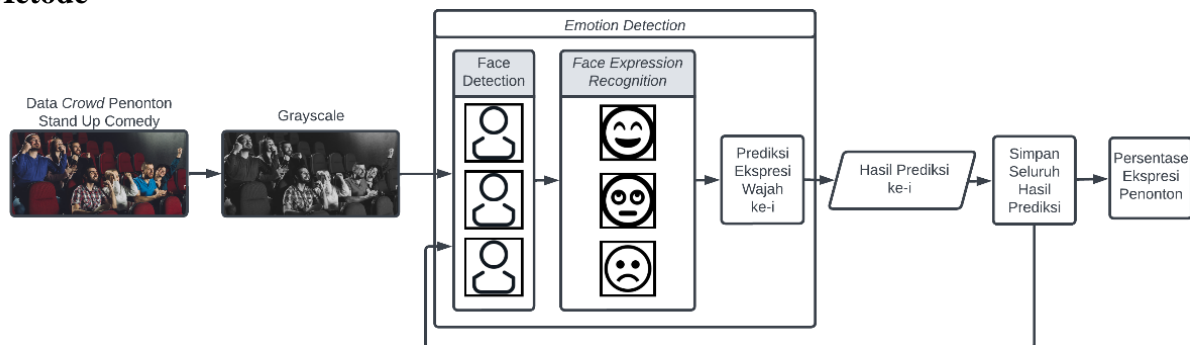 Metode
Emotion Detection
Data Crowd Penonton
Stand Up Comedy
Grayscale
Face
Detection
Face Expression
Recognition
Prediksi
Ekspresi
Wajah
ke-i
Hasil Prediksi
ke-i
Simpan
Seluruh
Hasil
Prediksi
Persentase
Ekspresi
Penonton